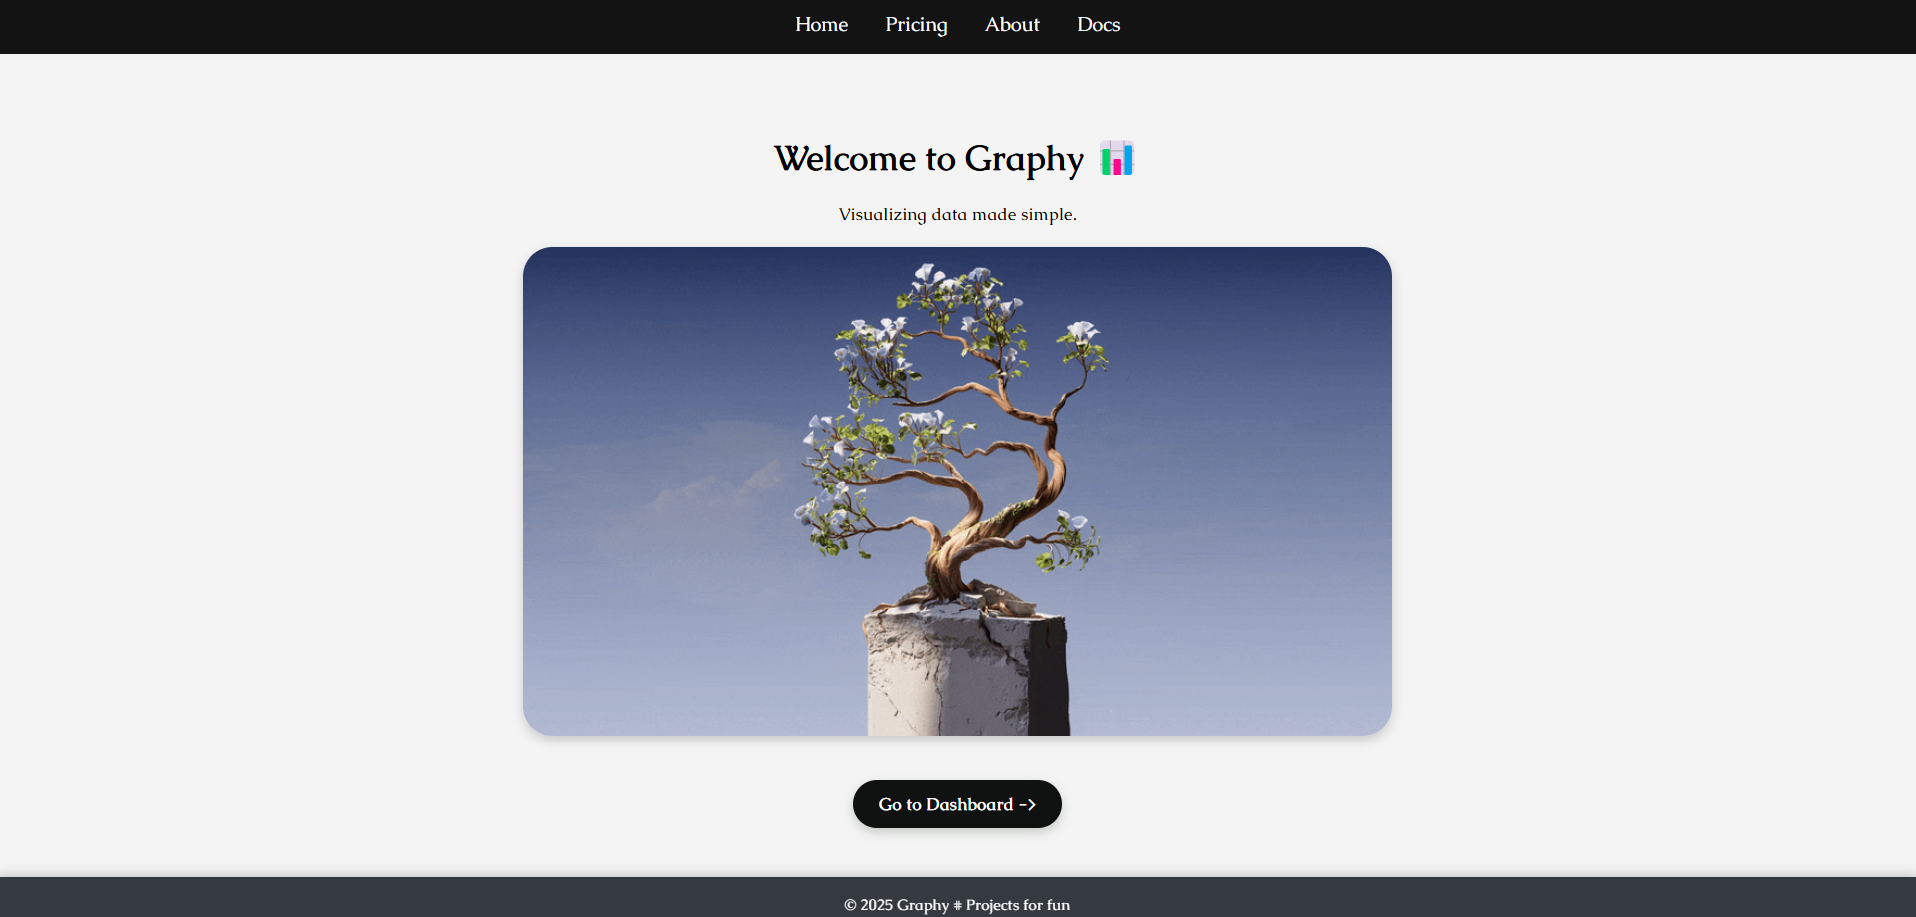 Home Pricing About Docs
Welcome to Graphy 📊
Visualizing data made simple.
Go to Dashboard ->
© 2025 Graphy # Projects for fun